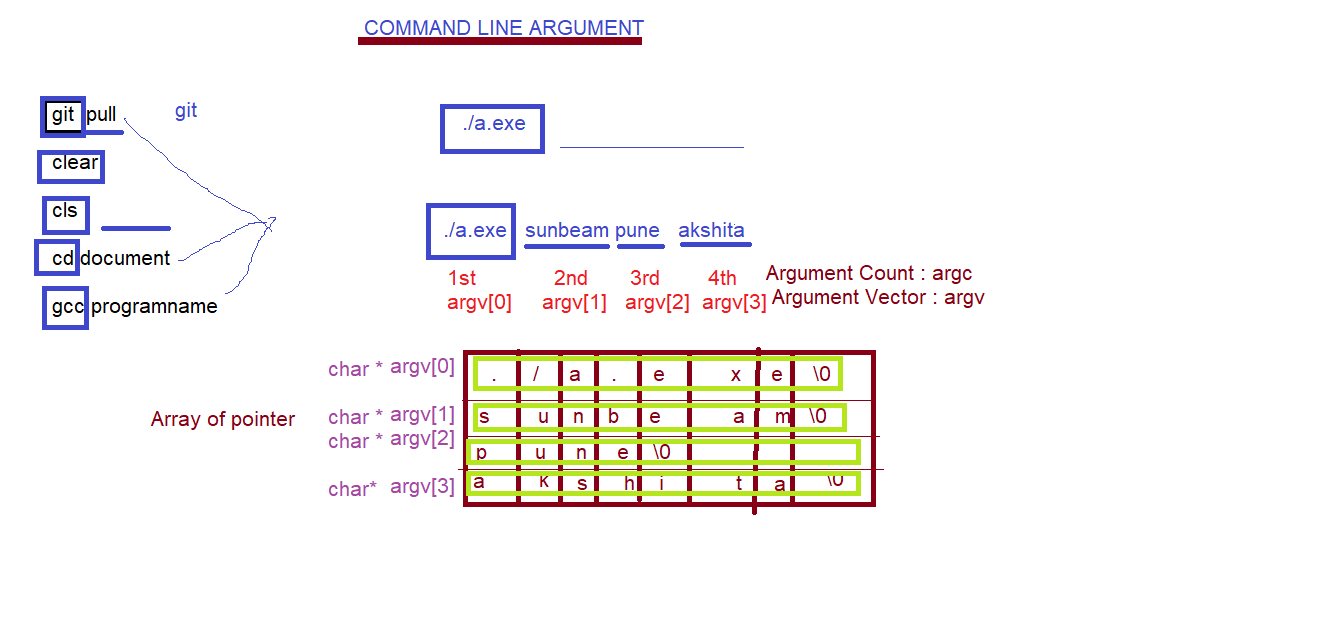 COMMAND LINE ARGUMENT
git pull git
./a.exe
clear
cls
./a.exe sunbeam pune akshita
cd document
1st 2nd 3rd 4th Argument Count : argc
argv[0] argv[1] argv[2] argv[3] Argument Vector : argv
gcc programname
char * argv[0] . / a . e x e \0
Array of pointer
char * argv[1] s u n b e a m \0
char * argv[2] p u n e \0
char* argv[3] a k s h i t a \0